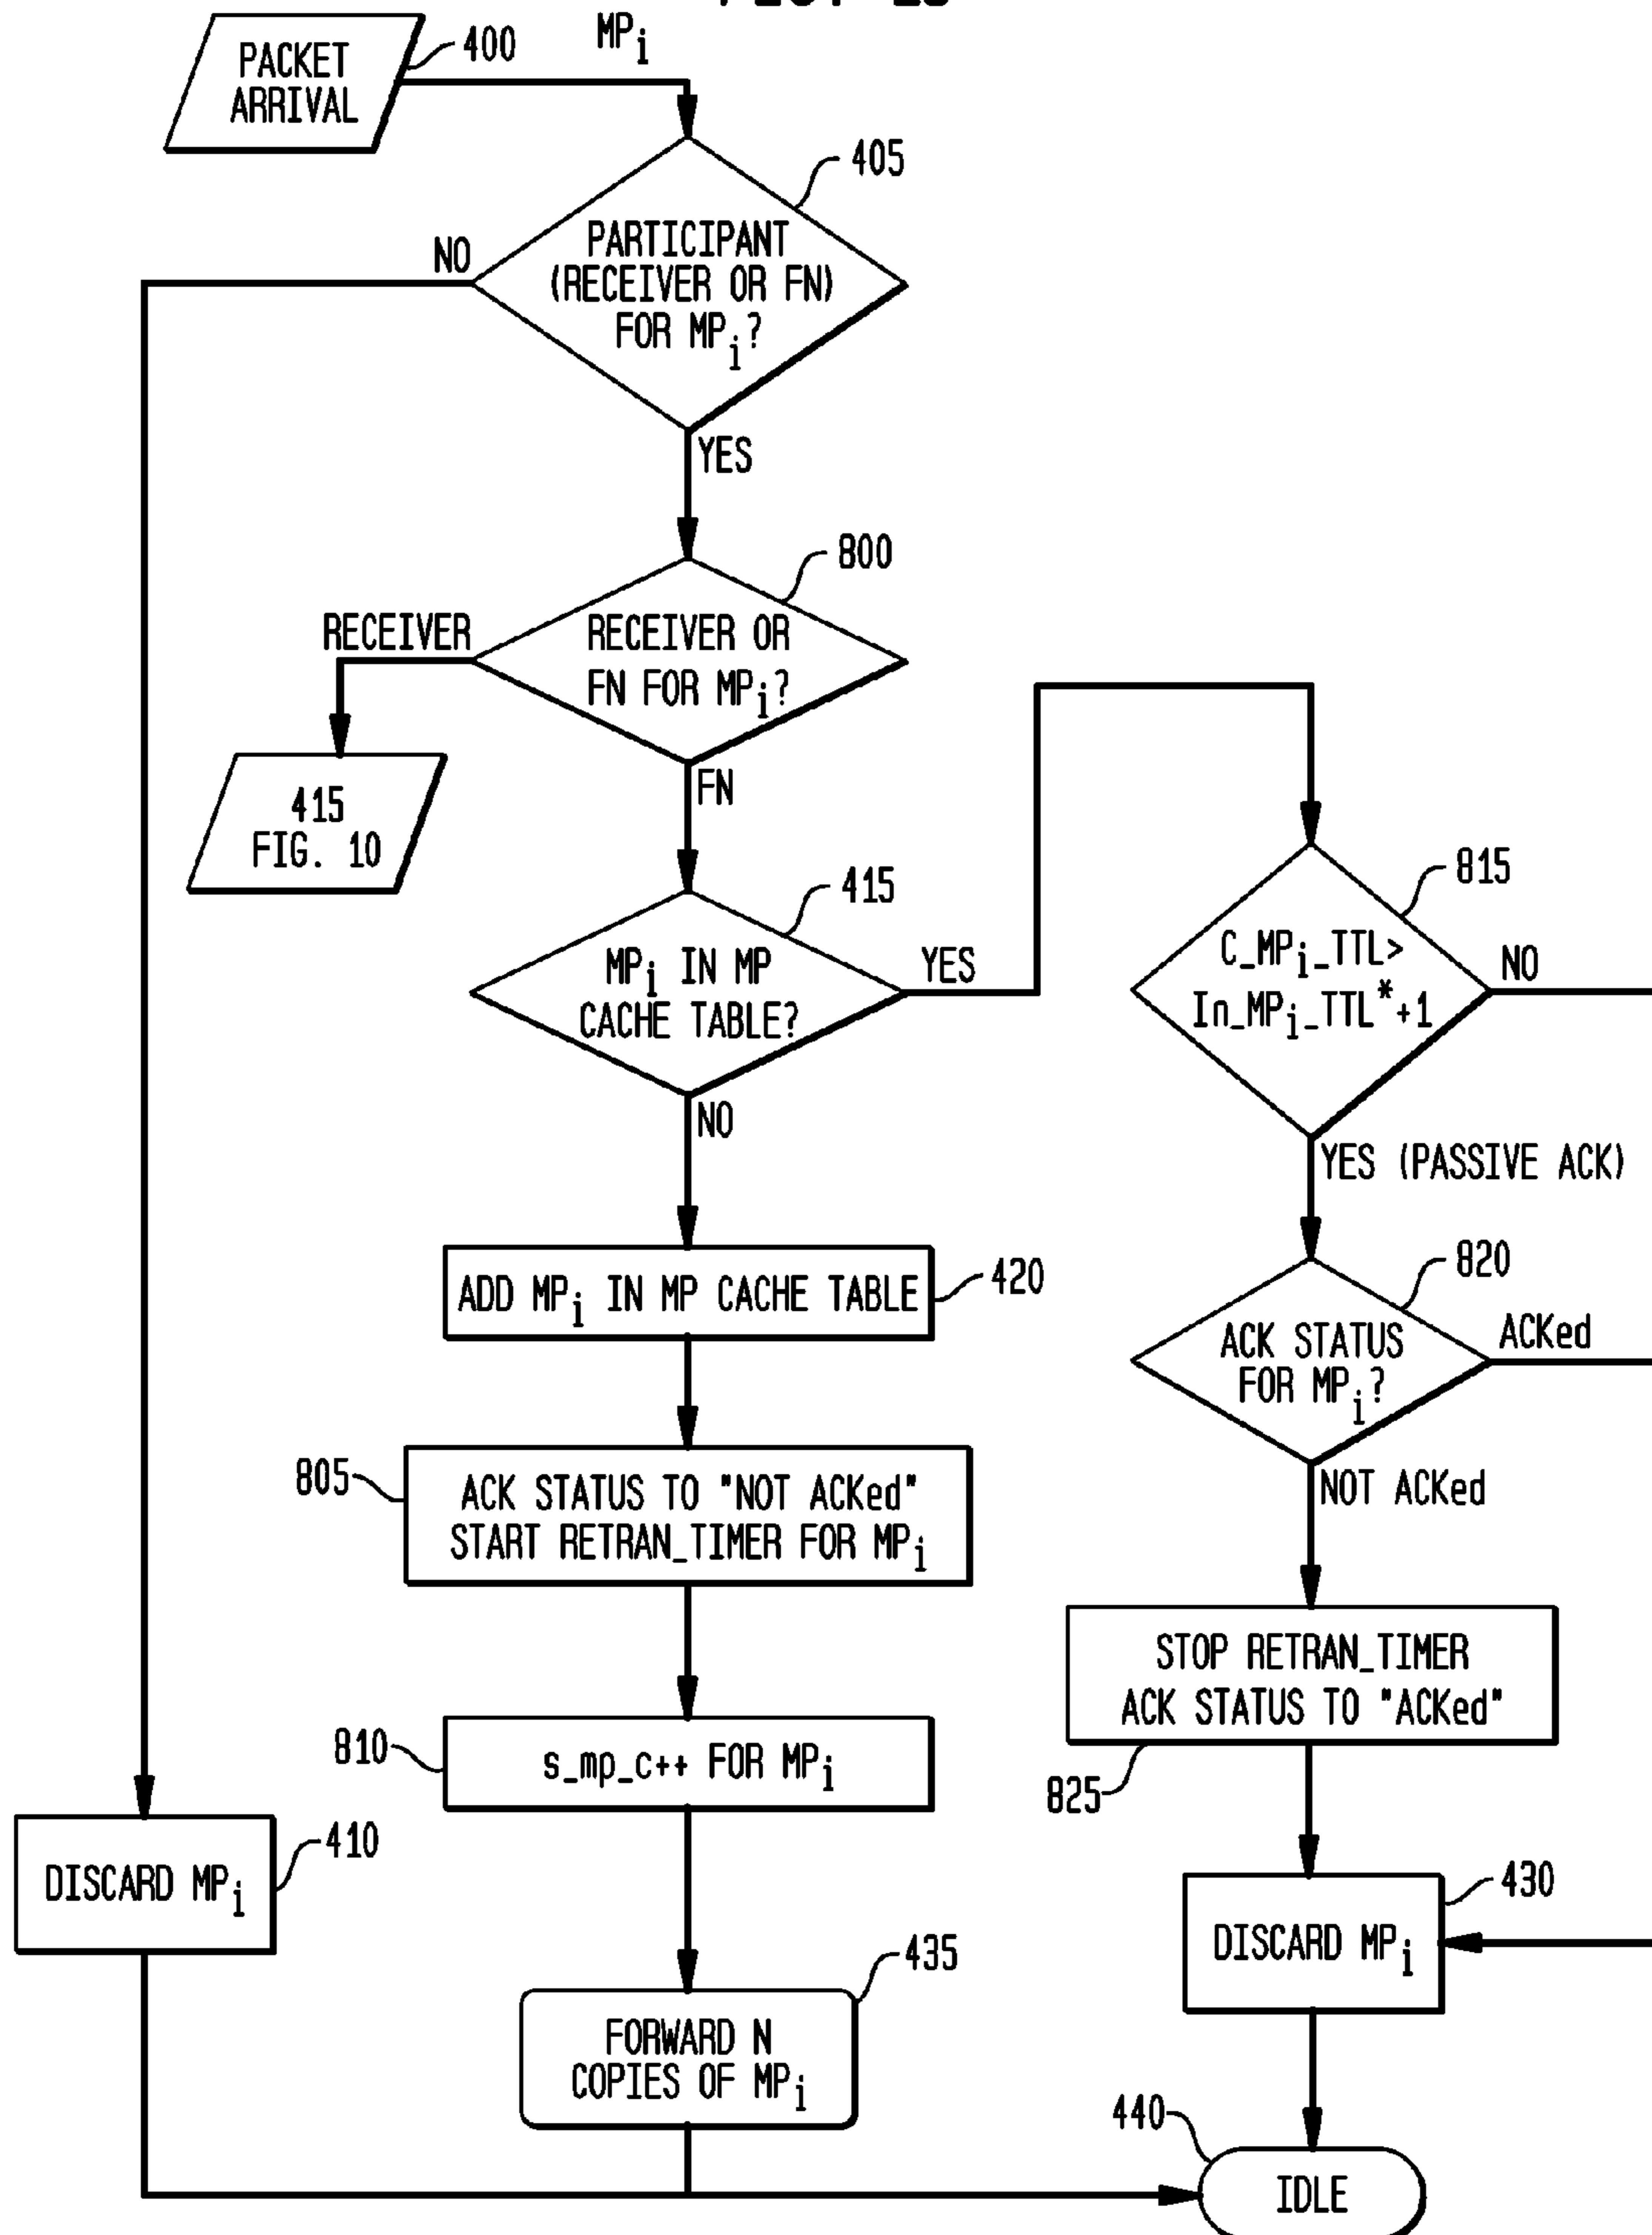 MPi
PACKET
ARRIVAL
400
405
PARTICIPANT
(RECEIVER OR FN)
FOR MPi?
NO
YES
800
RECEIVER OR
FN FOR MPi?
RECEIVER
415
FIG. 10
FN
415
MPi IN MP
CACHE TABLE?
YES
NO
815
C_MPi_TTL>
In_MPi_TTL*+1
NO
YES (PASSIVE ACK)
420
ADD MPi IN MP CACHE TABLE
820
ACK STATUS
FOR MPi?
ACKed
NOT ACKed
805
ACK STATUS TO "NOT ACKed"
START RETRAN_TIMER FOR MPi
STOP RETRAN_TIMER
ACK STATUS TO "ACKed"
825
810
s_mp_c++ FOR MPi
410
DISCARD MPi
430
DISCARD MPi
435
FORWARD N
COPIES OF MPi
440
IDLE